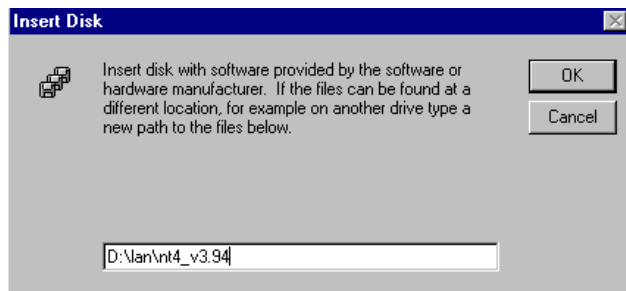 Insert Disk
Insert disk with software provided by the software or
hardware manufacturer. If the files can be found at a
different location, for example on another drive type a
new path to the files below.
OK
Cancel
D:\lan\nt4_v3.94